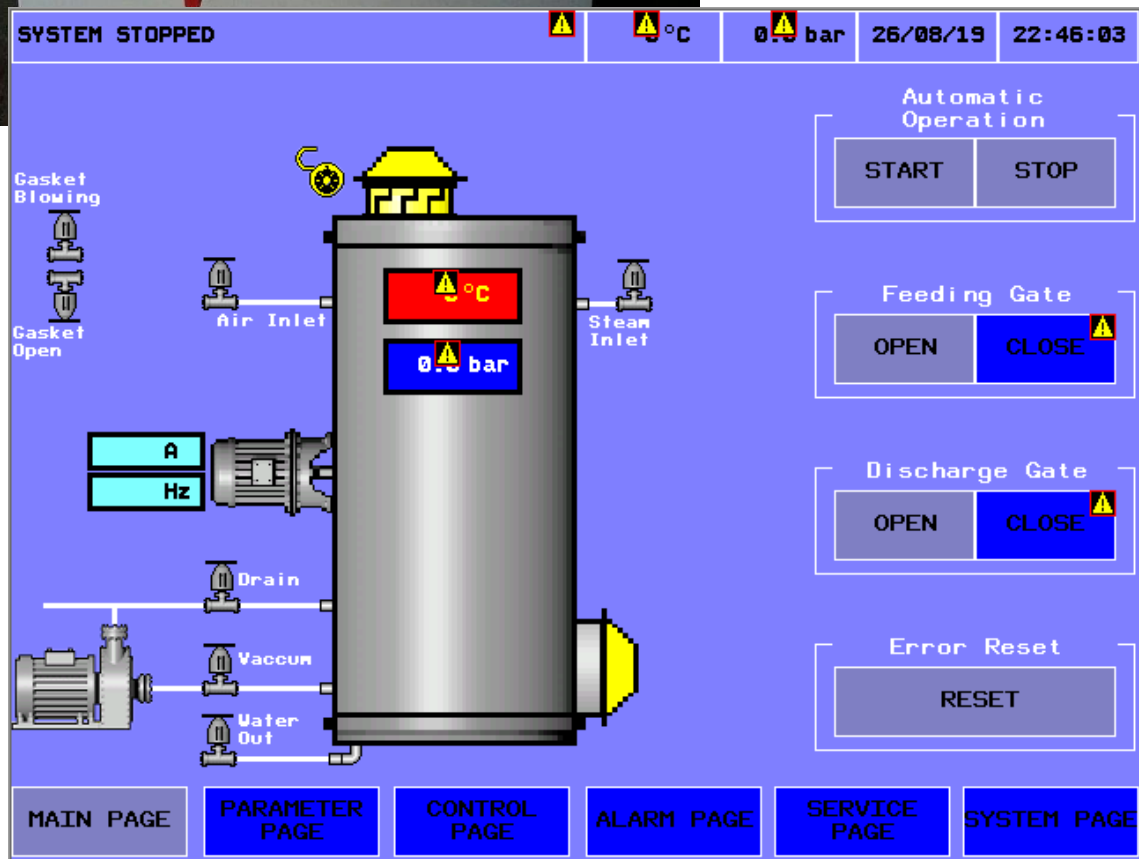 SYSTEM STOPPED
°C
bar
26/08/19
22:46:03
Automatic
Operation
START
STOP
Gasket
Blowing
Gasket
Open
Air Inlet
°C
bar
Steam
Inlet
Feeding Gate
OPEN
CLOSE
A
Hz
Discharge Gate
OPEN
CLOSE
Drain
Vaccum
Water
Out
Error Reset
RESET
MAIN PAGE
PARAMETER
PAGE
CONTROL
PAGE
ALARM PAGE
SERVICE
PAGE
SYSTEM PAGE